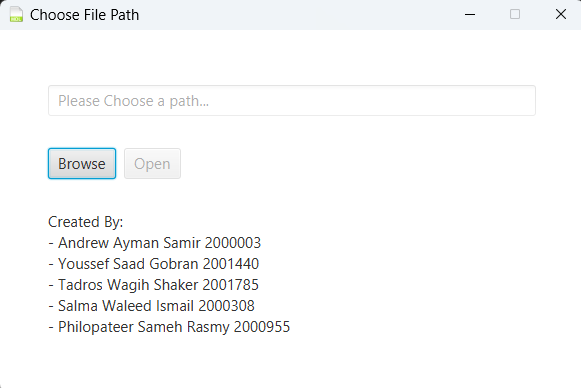 Choose File Path
Please Choose a path...
Browse Open
Created By:
- Andrew Ayman Samir 2000003
- Youssef Saad Gobran 2001440
- Tadros Wagih Shaker 2001785
- Salma Waleed Ismail 2000308
- Philopateer Sameh Rasmy 2000955